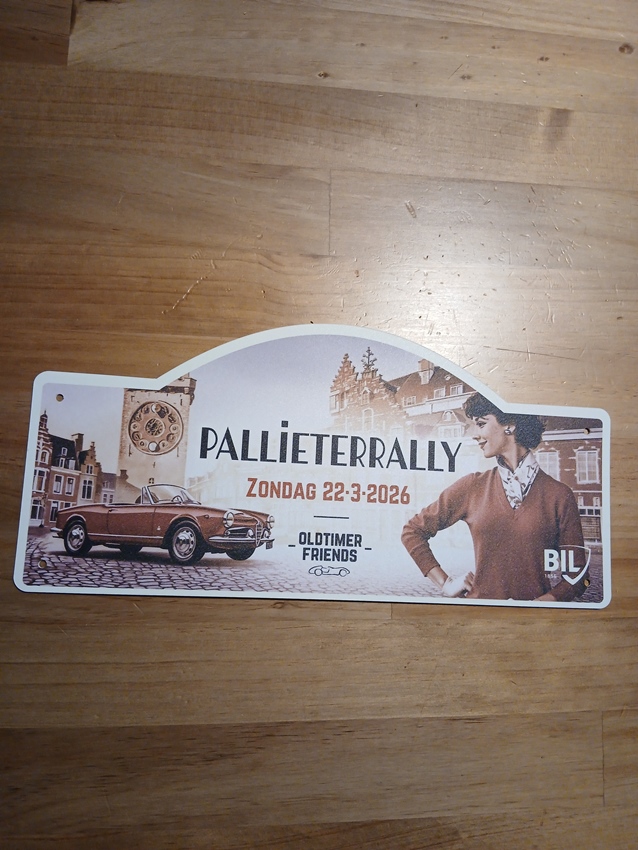 PALLIETERRALLY
ZONDAG 22-3-2026
OLDTIMER
FRIENDS
BIL